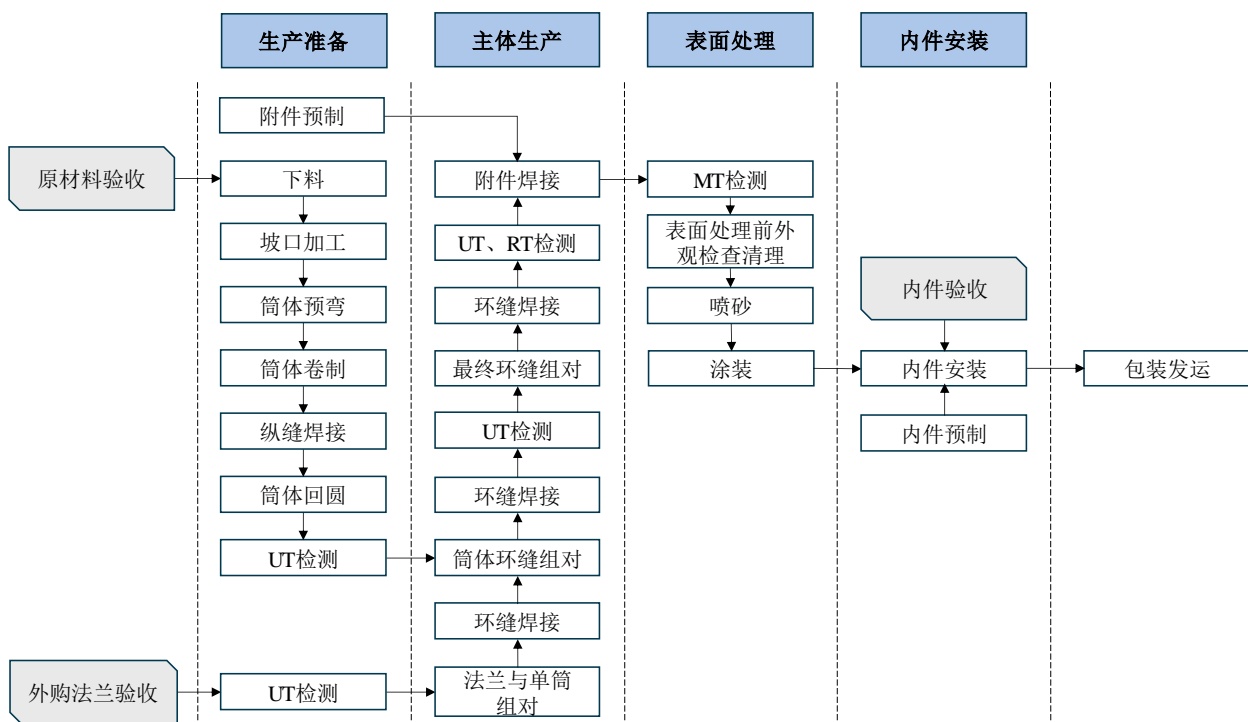 生产准备
主体生产
表面处理
内件安装
附件预制
原材料验收
下料
附件焊接
MT检测
坡口加工
UT、RT检测
表面处理前外
观检查清理
筒体预弯
环缝焊接
喷砂
内件验收
筒体卷制
最终环缝组对
涂装
内件安装
包装发运
纵缝焊接
UT检测
内件预制
筒体回圆
环缝焊接
UT检测
筒体环缝组对
环缝焊接
外购法兰验收
UT检测
法兰与单筒
组对